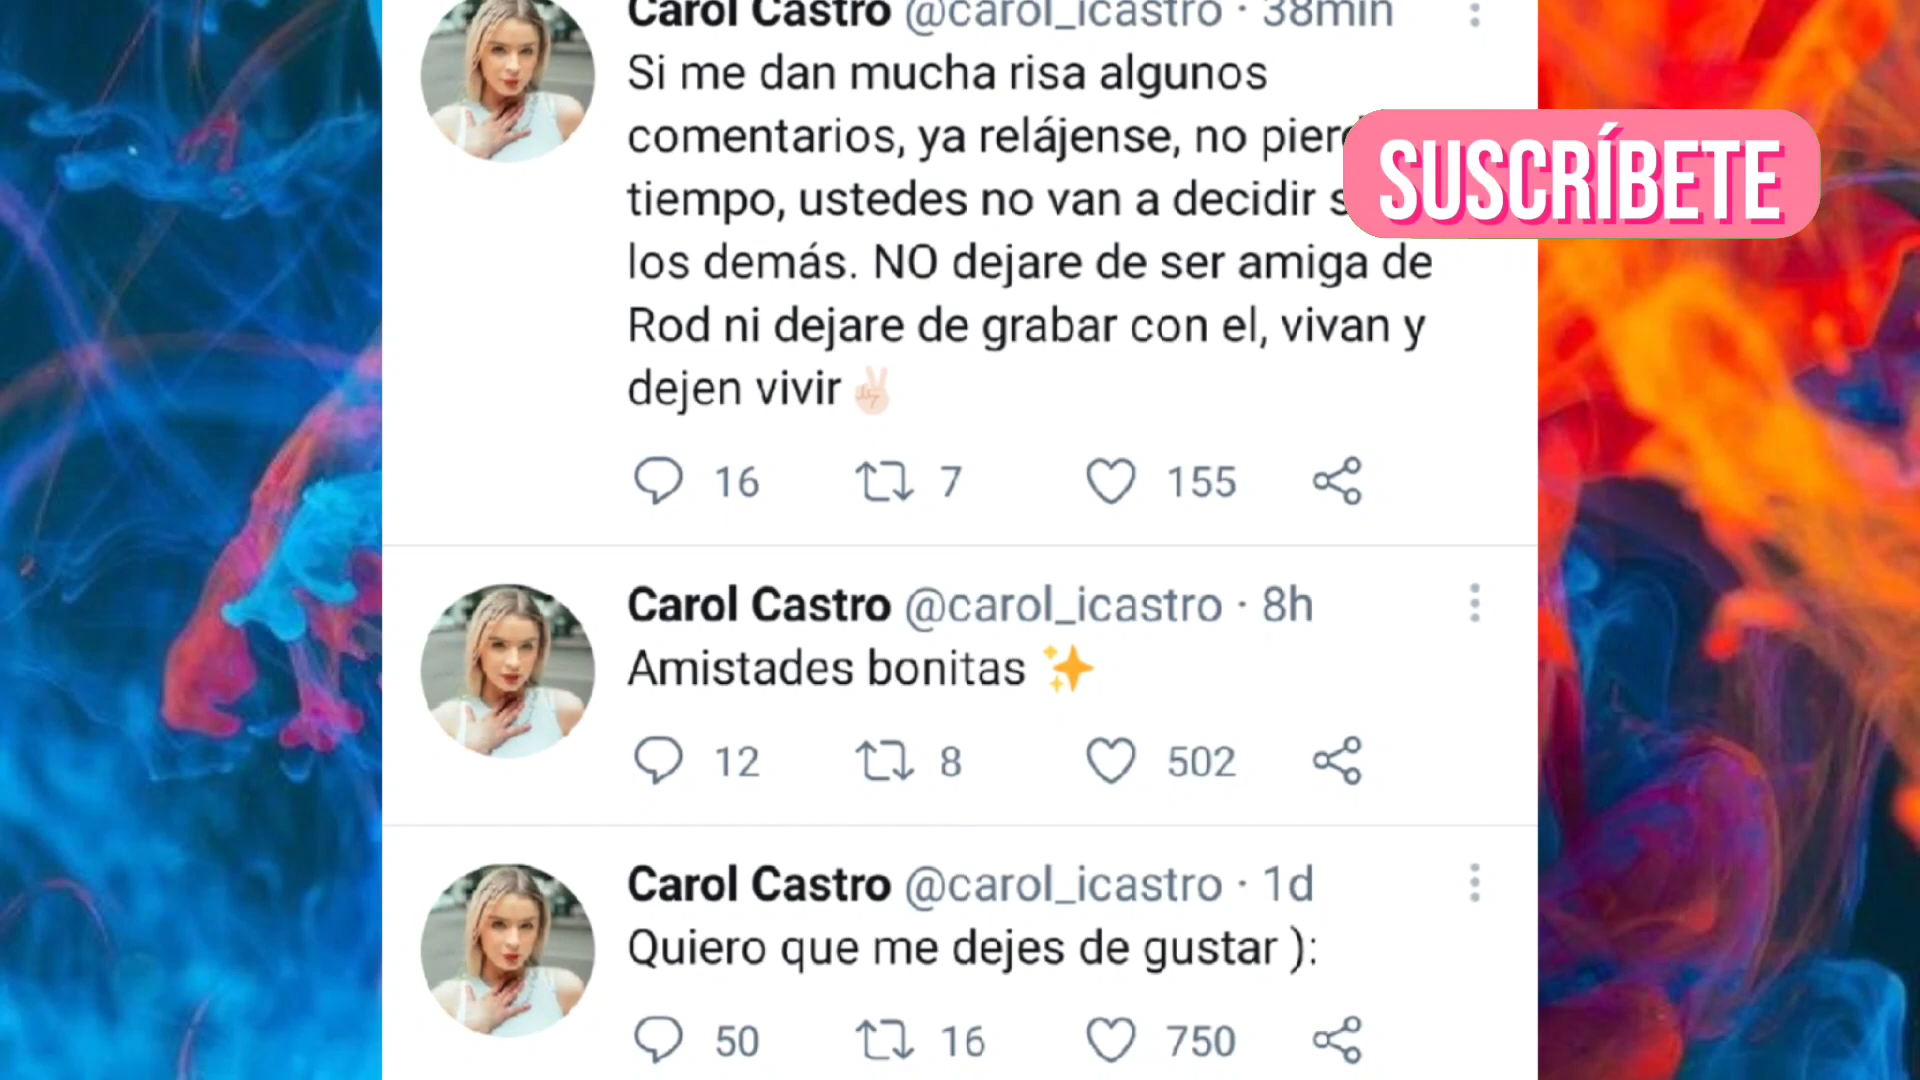 Carol Castro @carol_icastro · 38min
Si me dan mucha risa algunos
comentarios, ya relájense, no
tiempo, ustedes no van a decidir
los demás. NO dejare de ser amiga de
Rod ni dejare de grabar con el, vivan y
dejen vivir ✌🏻
16 7 155
SUSCRÍBETE
Carol Castro @carol_icastro · 8h
Amistades bonitas ✨
12 8 502
Carol Castro @carol_icastro · 1d
Quiero que me dejes de gustar ):
50 16 750